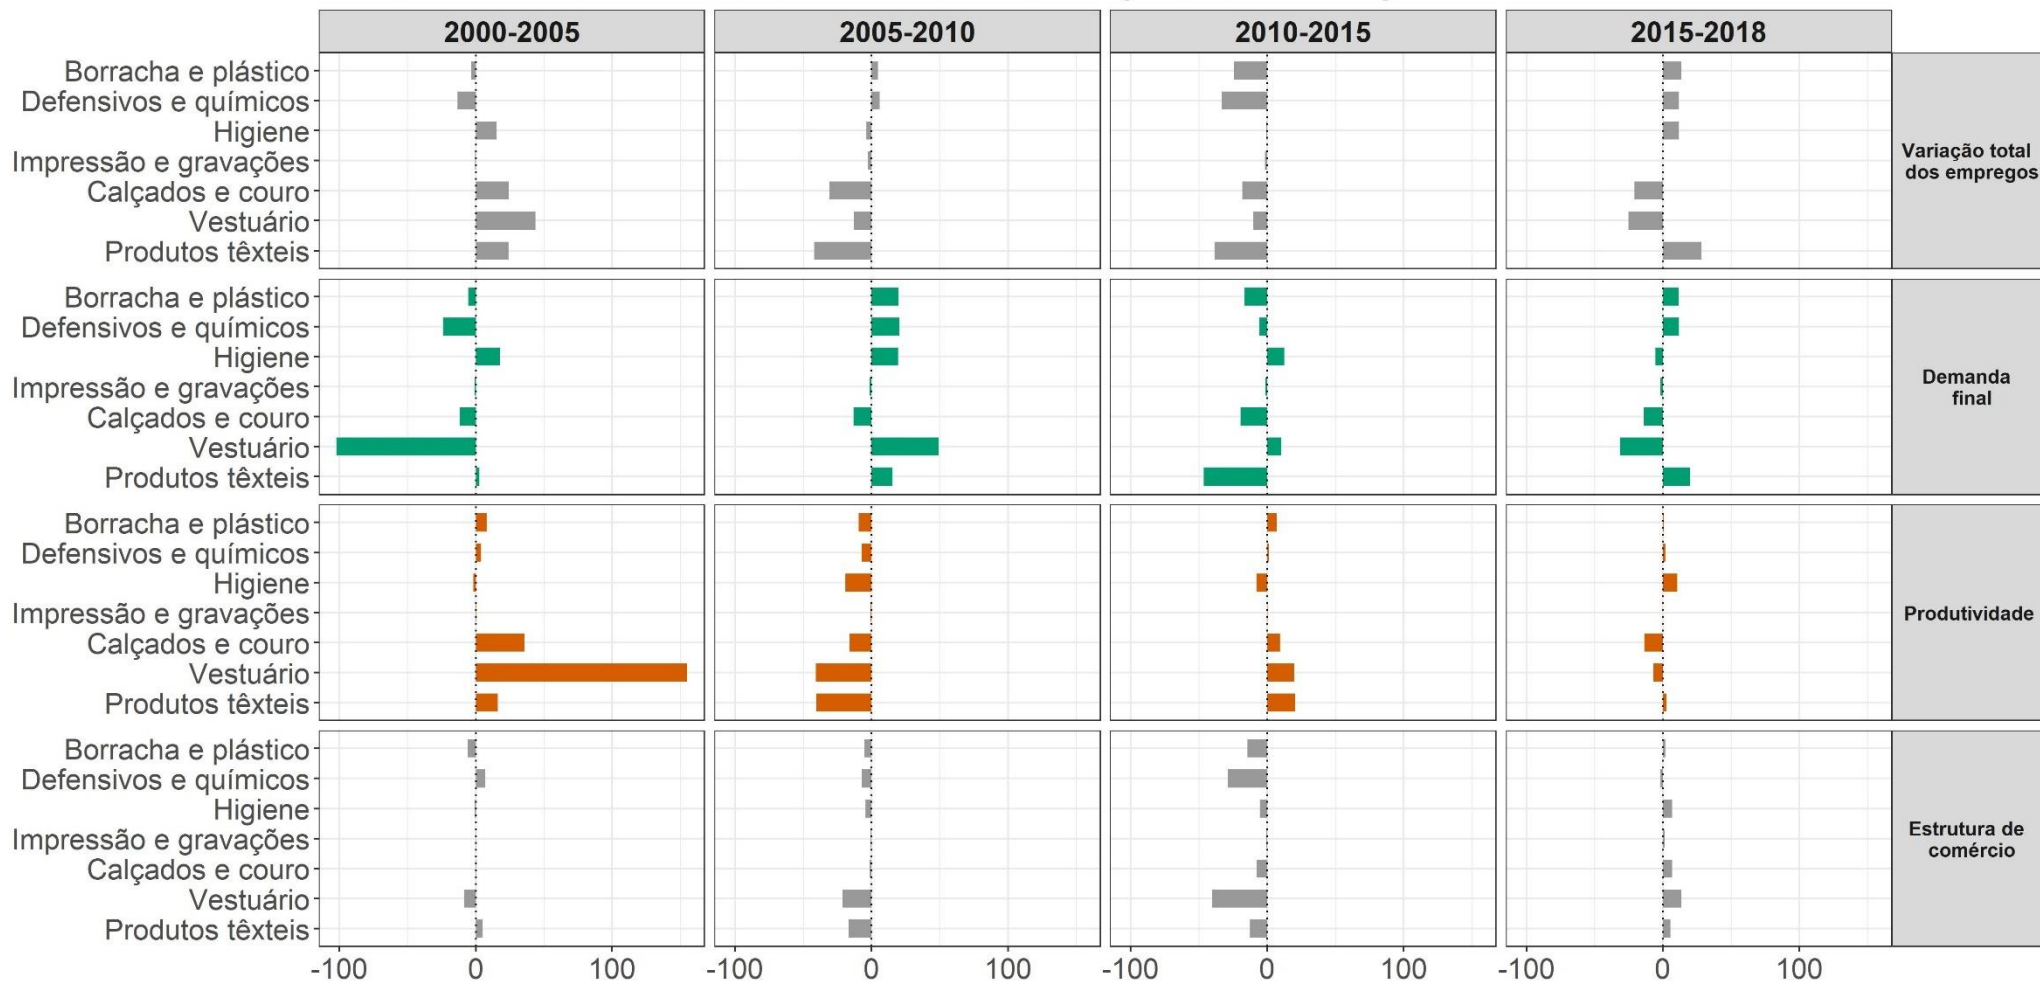 2000-2005
2005-2010
2010-2015
2015-2018
Borracha e plástico
Defensivos e químicos
Higiene
Impressão e gravações
Calçados e couro
Vestuário
Produtos têxteis
Variação total
dos empregos
Borracha e plástico
Defensivos e químicos
Higiene
Impressão e gravações
Calçados e couro
Vestuário
Produtos têxteis
Demanda
final
Borracha e plástico
Defensivos e químicos
Higiene
Impressão e gravações
Calçados e couro
Vestuário
Produtos têxteis
Produtividade
Borracha e plástico
Defensivos e químicos
Higiene
Impressão e gravações
Calçados e couro
Vestuário
Produtos têxteis
Estrutura de
comércio
-100 0 100
-100 0 100
-100 0 100
-100 0 100